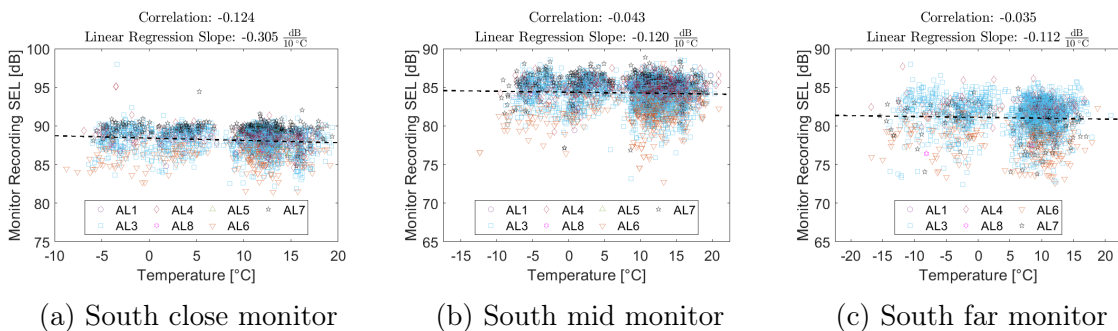 Correlation: -0.124
Linear Regression Slope: -0.305 dB/10 °C
100
95
90
85
80
75
Monitor Recording SEL [dB]
AL1 AL4 AL5 AL7
AL3 AL8 AL6
-10 -5 0 5 10 15 20
Temperature [°C]
(a) South close monitor
Correlation: -0.043
Linear Regression Slope: -0.120 dB/10 °C
90
85
80
75
70
65
Monitor Recording SEL [dB]
AL1 AL4 AL5 AL7
AL3 AL8 AL6
-15 -10 -5 0 5 10 15 20
Temperature [°C]
(b) South mid monitor
Correlation: -0.035
Linear Regression Slope: -0.112 dB/10 °C
90
85
80
75
70
65
Monitor Recording SEL [dB]
AL1 AL4 AL6
AL3 AL8 AL7
-20 -15 -10 -5 0 5 10 15 20
Temperature [°C]
(c) South far monitor